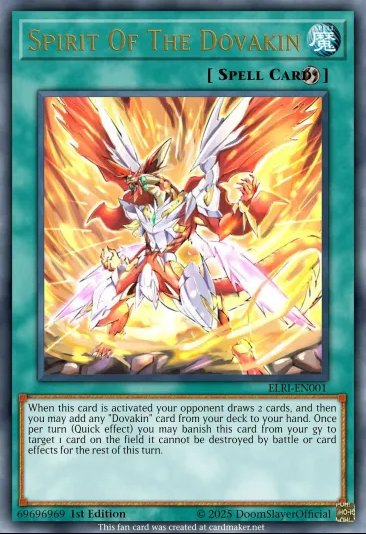 Spirit Of The Dovakin
魔
[ Spell Card ]
ELRI-EN001
When this card is activated your opponent draws 2 cards, and then
you may add any "Dovakin" card from your deck to your hand. Once
per turn (Quick effect) you may banish this card from your gy to
target 1 card on the field it cannot be destroyed by battle or card
effects for the rest of this turn.
69696969 1st Edition
© 2025 DoomSlayerOfficial
This fan card was created at cardmaker.net